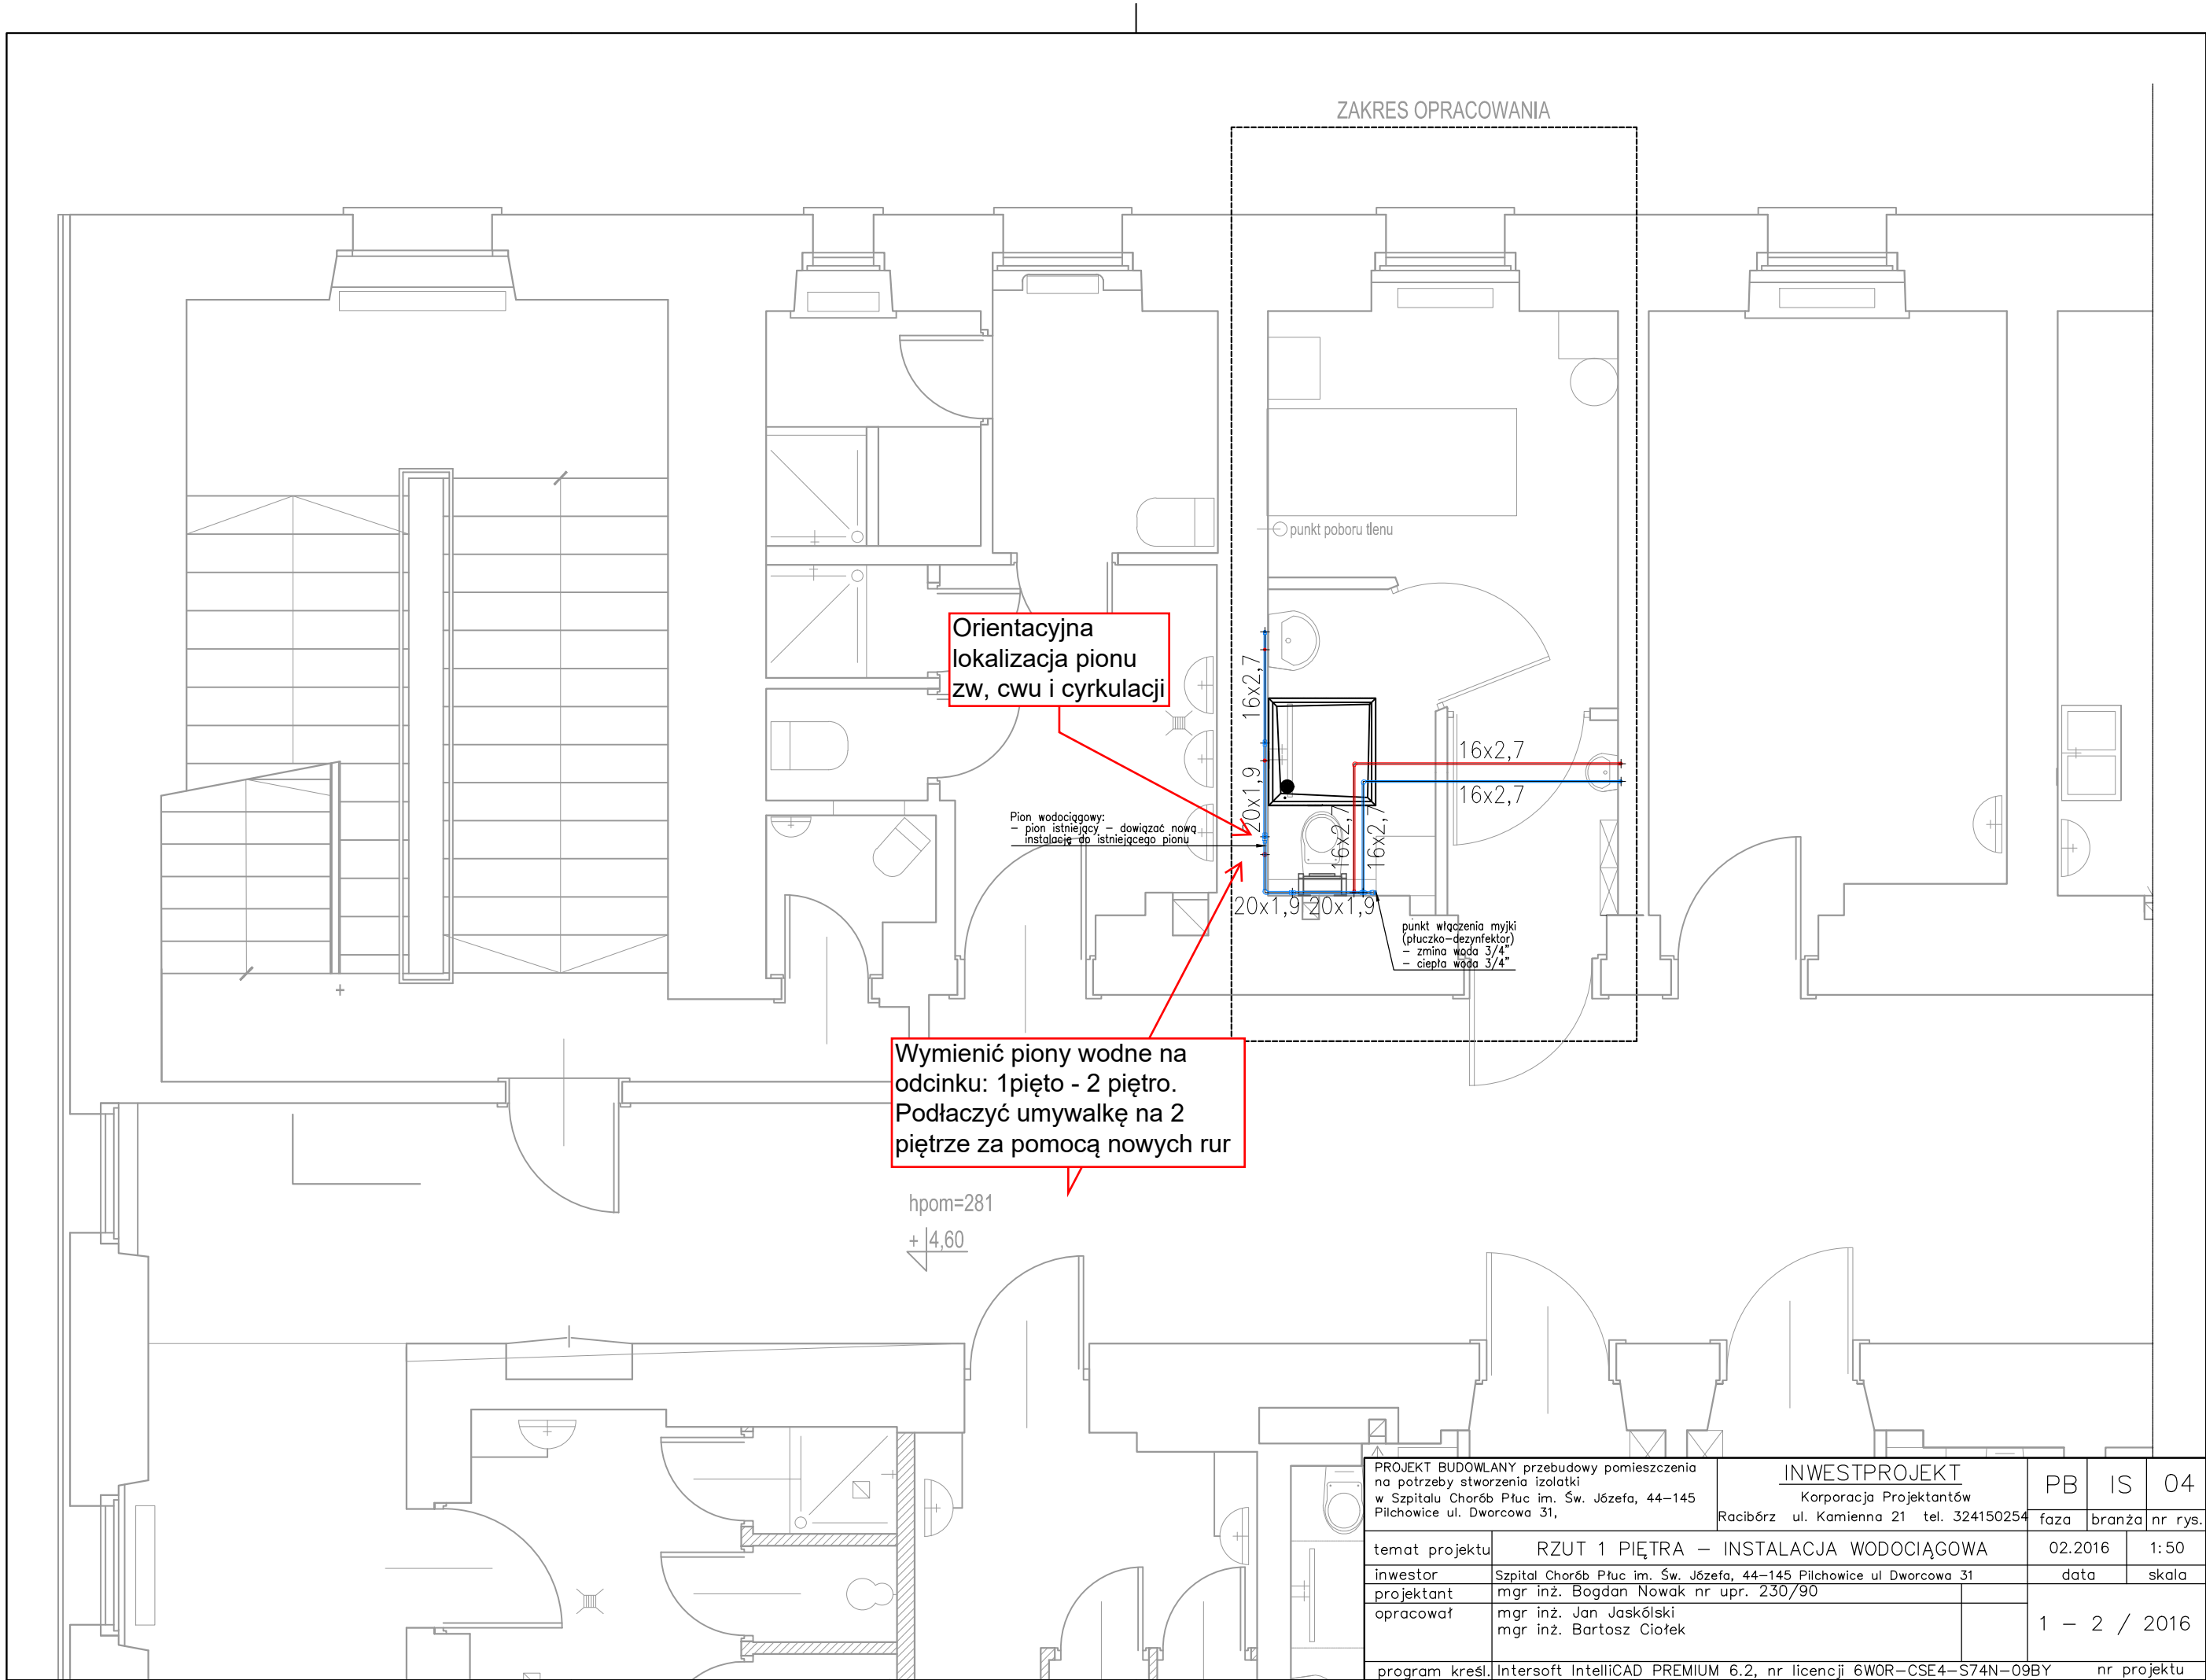 ZAKRES OPRACOWANIA
punkt poboru tlenu
Orientacyjna
lokalizacja pionu
zw, cwu i cyrkulacji
16x2,7
20x1,9
16x2,7
16x2,7
16x2,7
16x2,7
Pion wodociągowy:
– pion istniejący – dowiązać nową
instalację do istniejącego pionu
20x1,9
20x1,9
punkt włączenia myjki
(płuczko-dezynfektor)
– zmina woda 3/4"
– ciepła woda 3/4"
Wymienić piony wodne na
odcinku: 1pięto - 2 piętro.
Podłaczyć umywalkę na 2
piętrze za pomocą nowych rur
hpom=281
+ 4,60
PROJEKT BUDOWLANY przebudowy pomieszczenia
na potrzeby stworzenia izolatki
w Szpitalu Chorób Płuc im. Św. Józefa, 44–145
Pilchowice ul. Dworcowa 31,
INWESTPROJEKT
Korporacja Projektantów
Racibórz ul. Kamienna 21 tel. 324150254
PB IS 04
faza branża nr rys.
temat projektu RZUT 1 PIĘTRA – INSTALACJA WODOCIĄGOWA 02.2016 1:50
inwestor Szpital Chorób Płuc im. Św. Józefa, 44–145 Pilchowice ul Dworcowa 31 data skala
projektant mgr inż. Bogdan Nowak nr upr. 230/90
opracował mgr inż. Jan Jaskólski
mgr inż. Bartosz Ciołek
1 – 2 / 2016
program kreśl. Intersoft IntelliCAD PREMIUM 6.2, nr licencji 6W0R–CSE4–S74N–09BY nr projektu